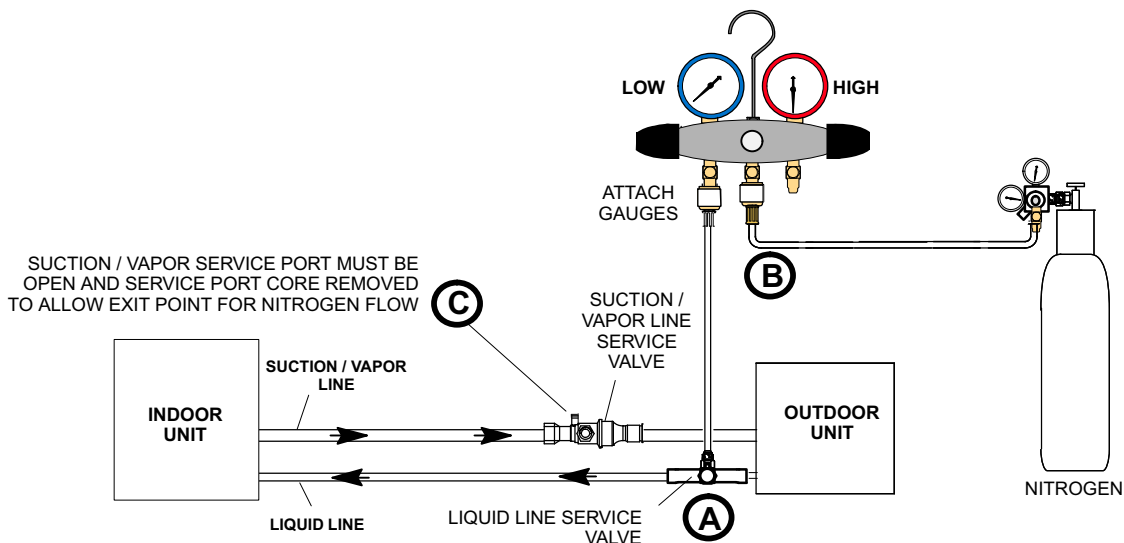 LOW
HIGH
ATTACH
GAUGES
B
SUCTION / VAPOR SERVICE PORT MUST BE
OPEN AND SERVICE PORT CORE REMOVED
TO ALLOW EXIT POINT FOR NITROGEN FLOW
C
SUCTION /
VAPOR LINE
SERVICE
VALVE
SUCTION / VAPOR
LINE
INDOOR
UNIT
OUTDOOR
UNIT
NITROGEN
LIQUID LINE
LIQUID LINE SERVICE
VALVE
A